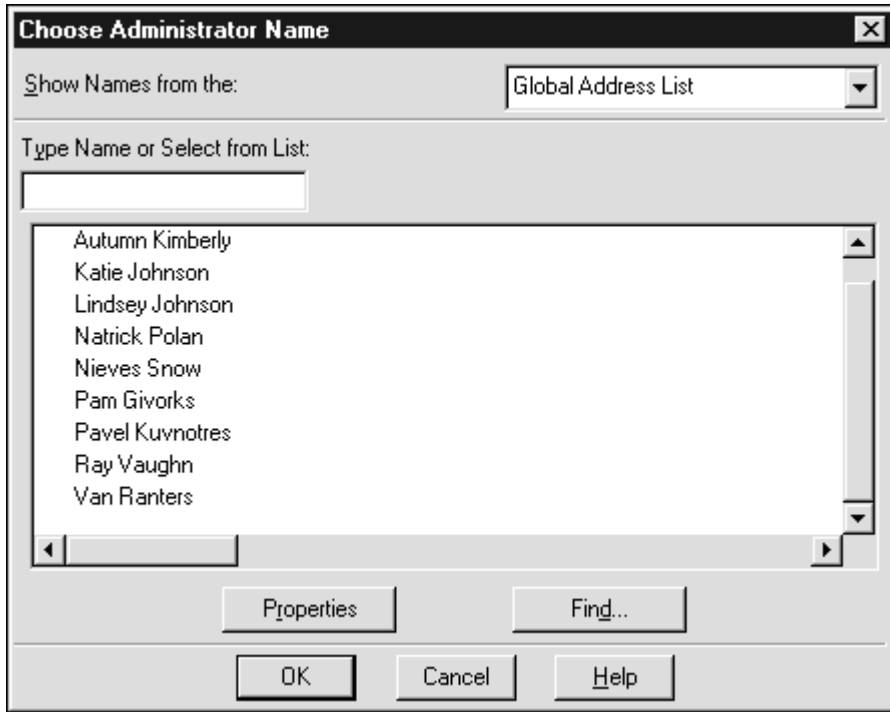 Choose Administrator Name
Show Names from the: Global Address List
Type Name or Select from List:
Autumn Kimberly
Katie Johnson
Lindsey Johnson
Natrick Polan
Nieves Snow
Pam Givorks
Pavel Kuvnotres
Ray Vaughn
Van Ranters
Properties Find...
OK Cancel Help